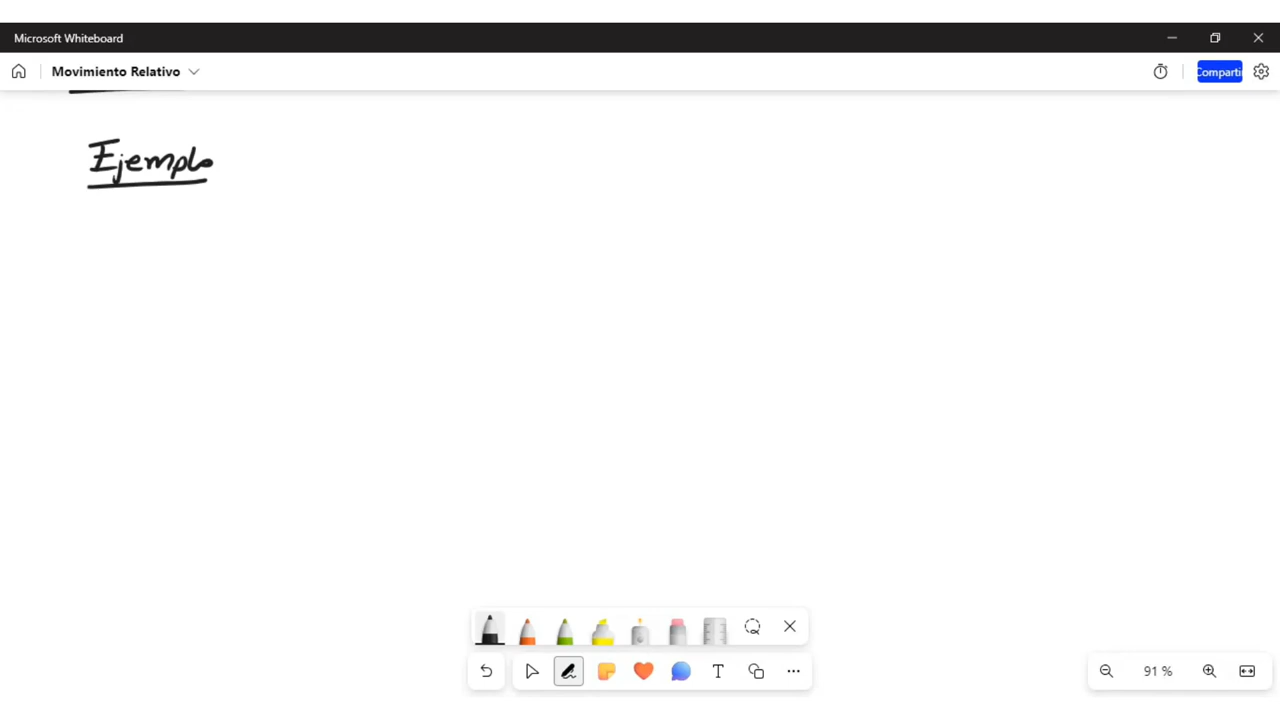 Microsoft Whiteboard
Movimiento Relativo
Comparti
Ejemplo
91 %